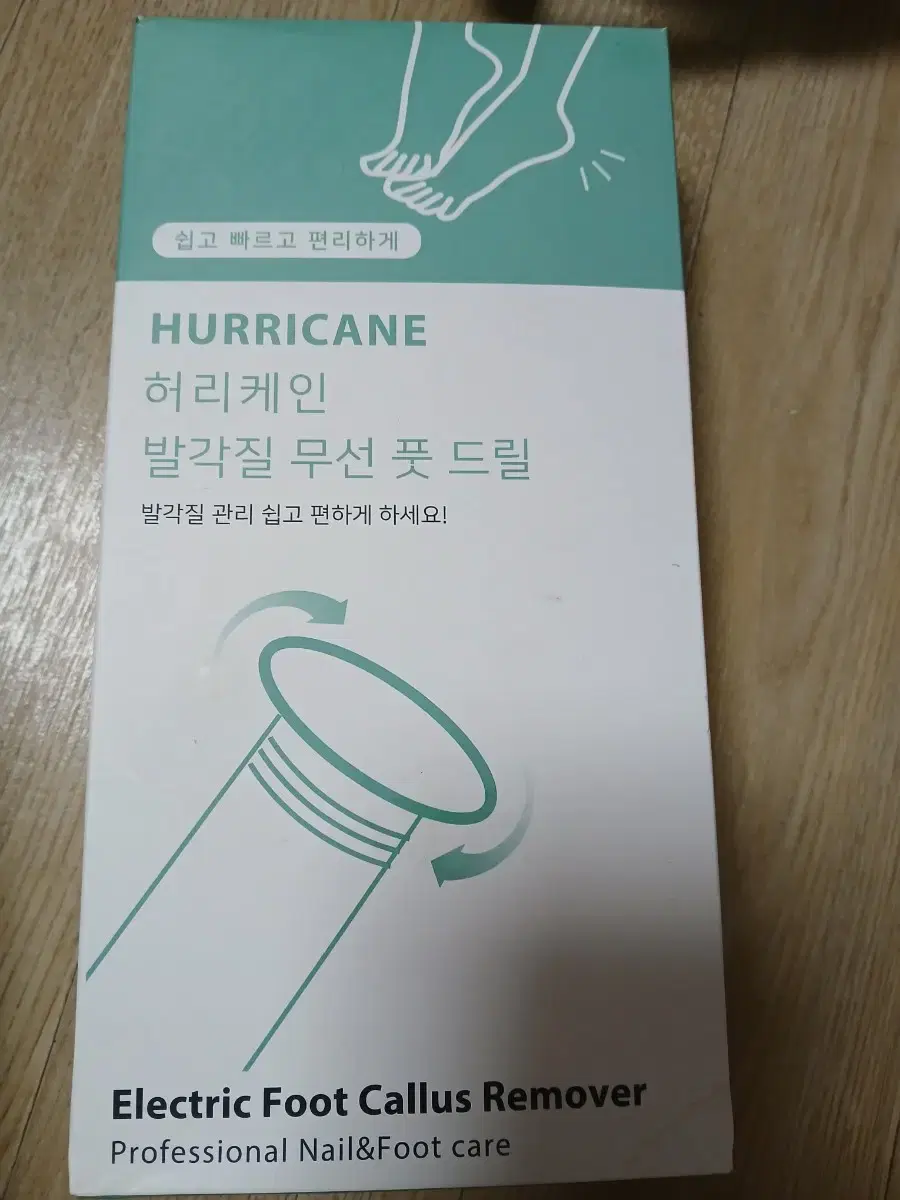 쉽고 빠르고 편리하게
HURRICANE
허리케인
발각질 무선 풋 드릴
발각질 관리 쉽고 편하게 하세요!
Electric Foot Callus Remover
Professional Nail&Foot care